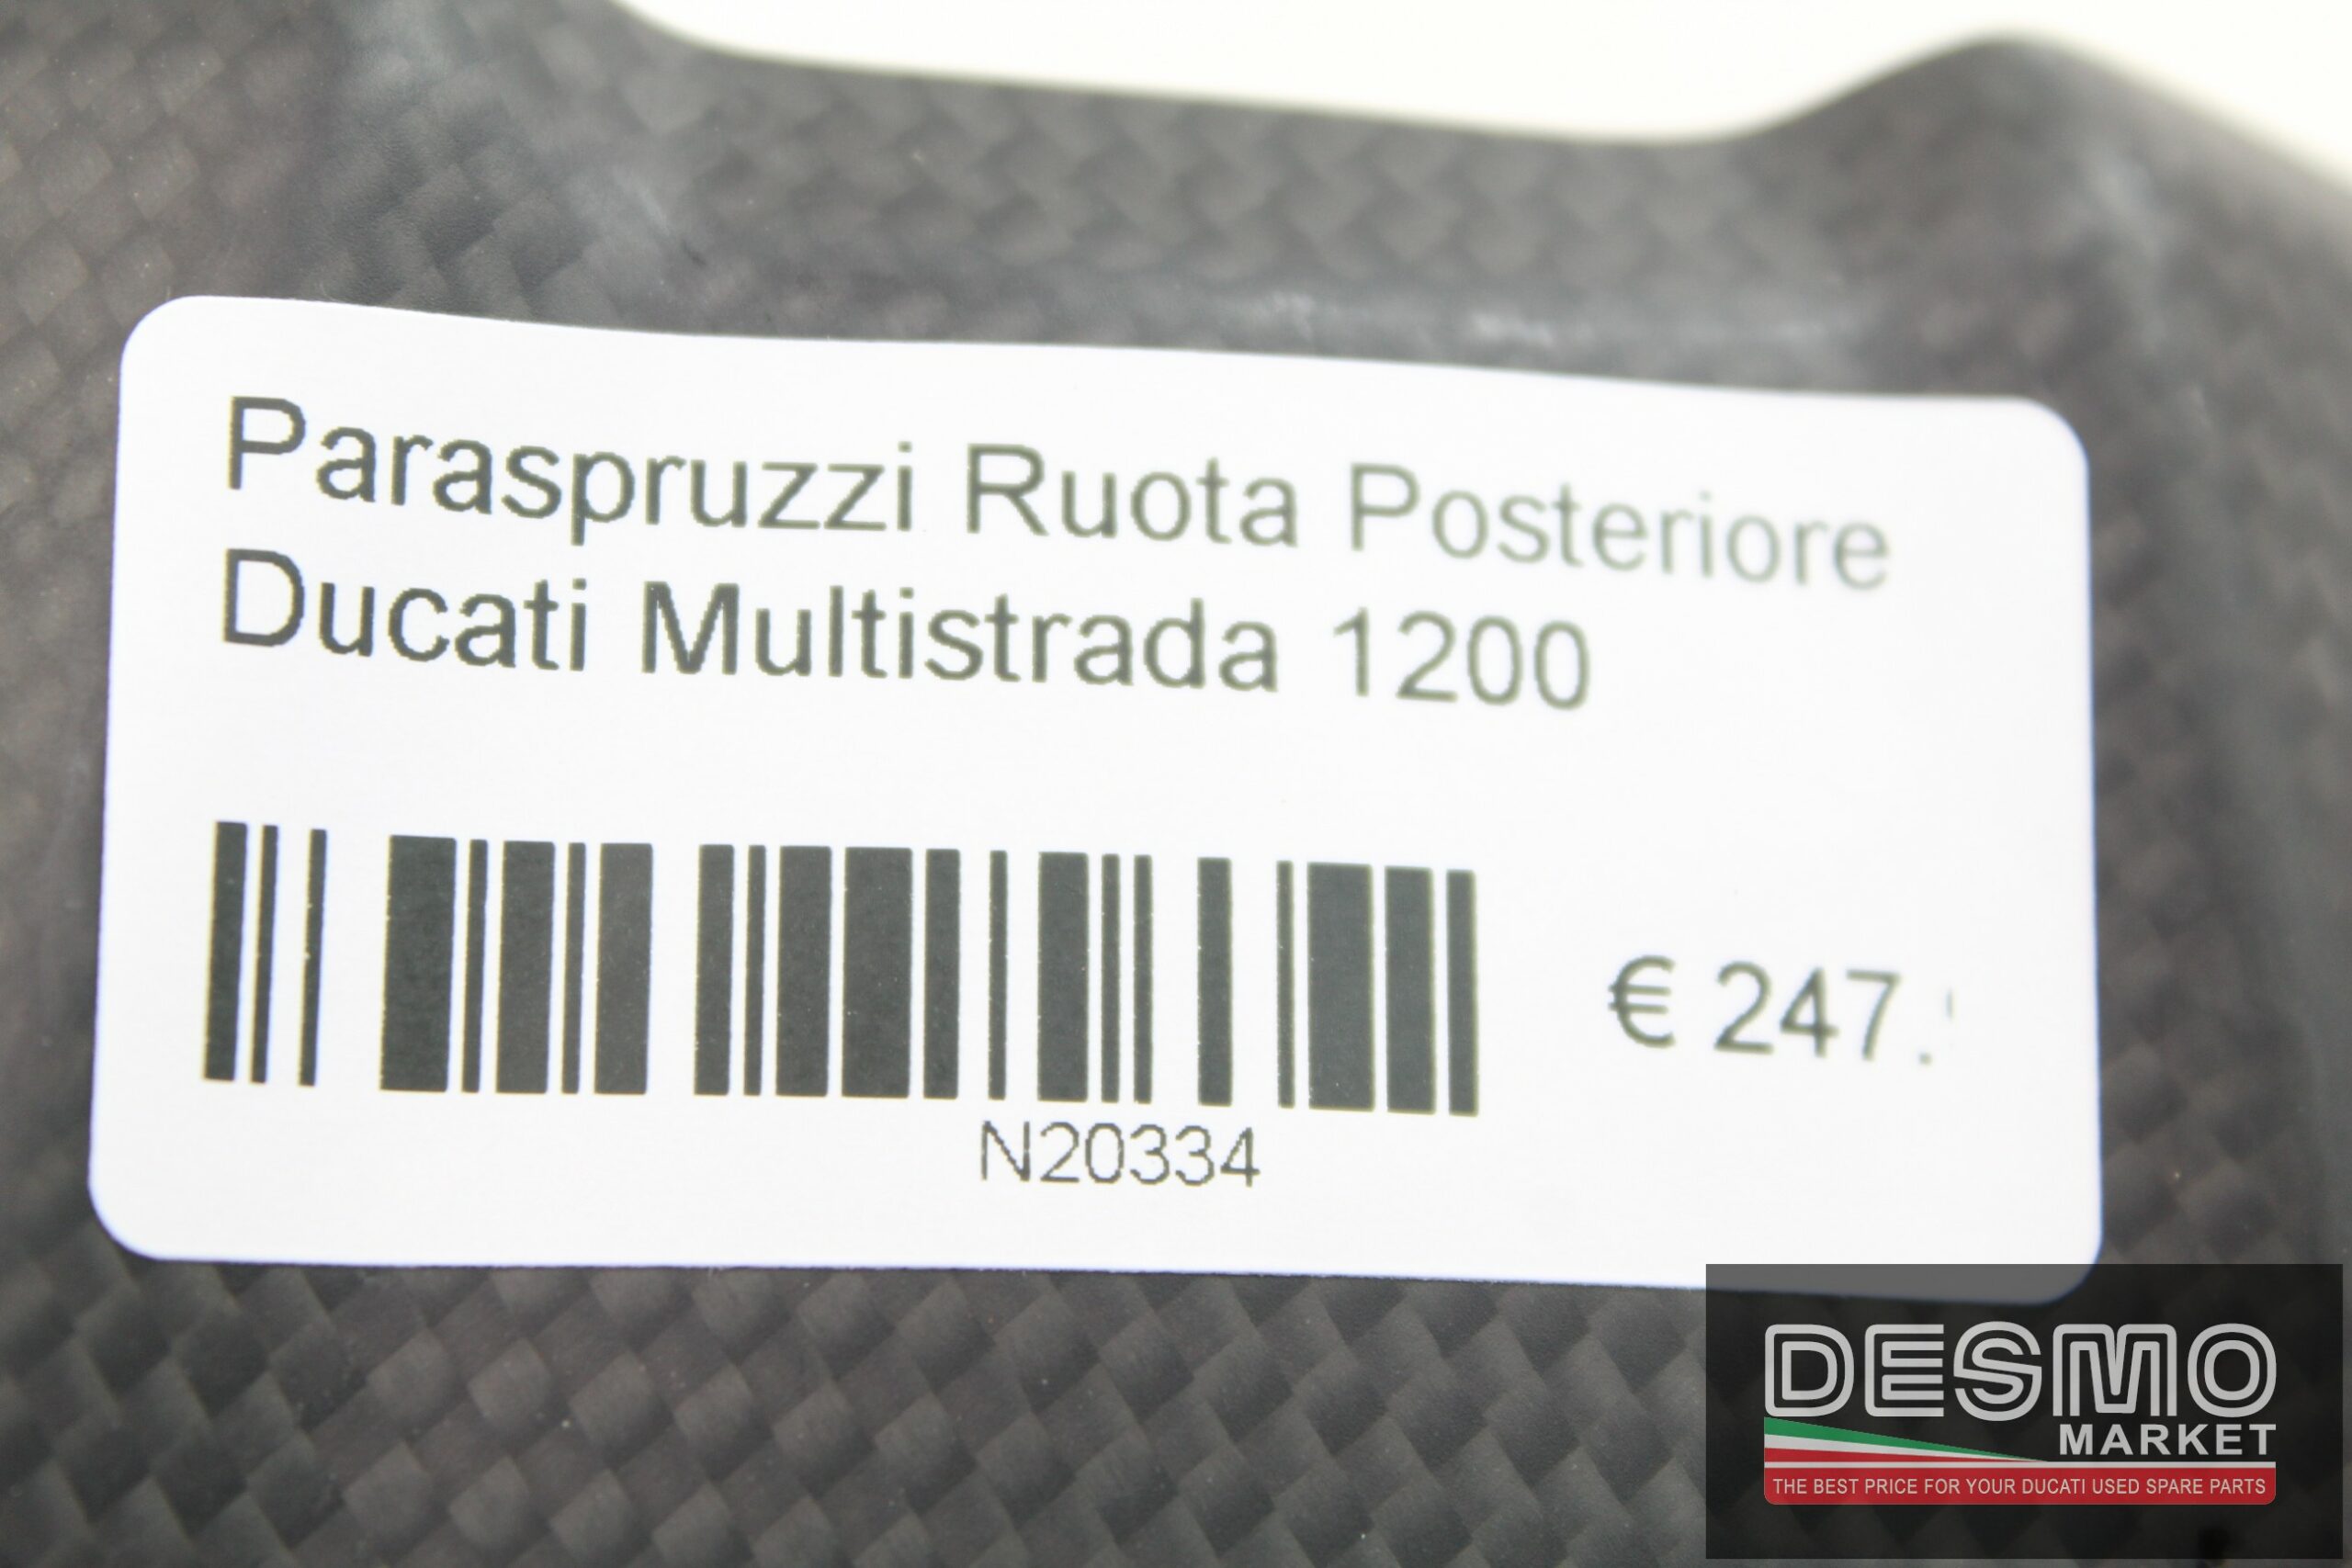 Paraspruzzi Ruota Posteriore
Ducati Multistrada 1200
€ 247.
N20334
DESMO
MARKET
THE BEST PRICE FOR YOUR DUCATI USED SPARE PARTS